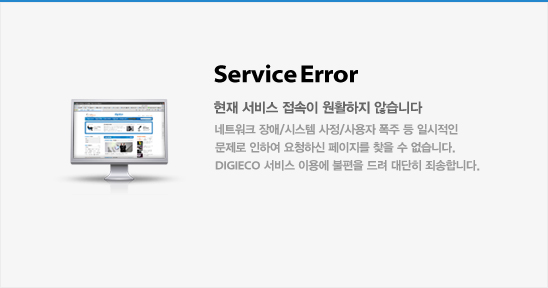 Service Error
현재 서비스 접속이 원활하지 않습니다
네트워크 장애/시스템 사정/사용자 폭주 등 일시적인
문제로 인하여 요청하신 페이지를 찾을 수 없습니다.
DIGIECO 서비스 이용에 불편을 드려 대단히 죄송합니다.